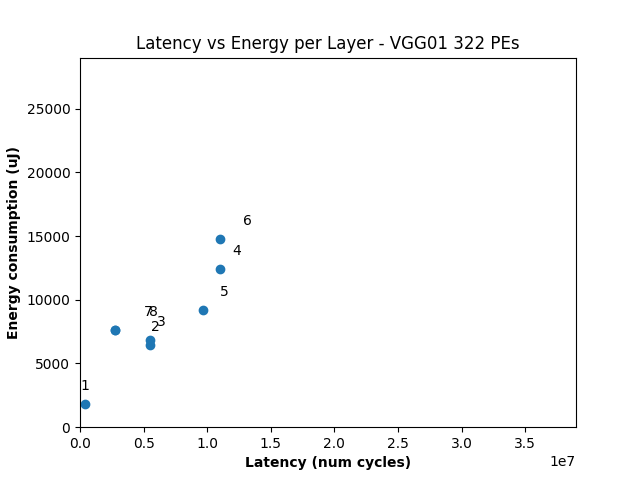 Latency vs Energy per Layer - VGG01 322 PEs
Energy consumption (uJ)
25000
20000
15000
10000
5000
0
6
4
5
7
8
3
2
1
0.0 0.5 1.0 1.5 2.0 2.5 3.0 3.5
1e7
Latency (num cycles)